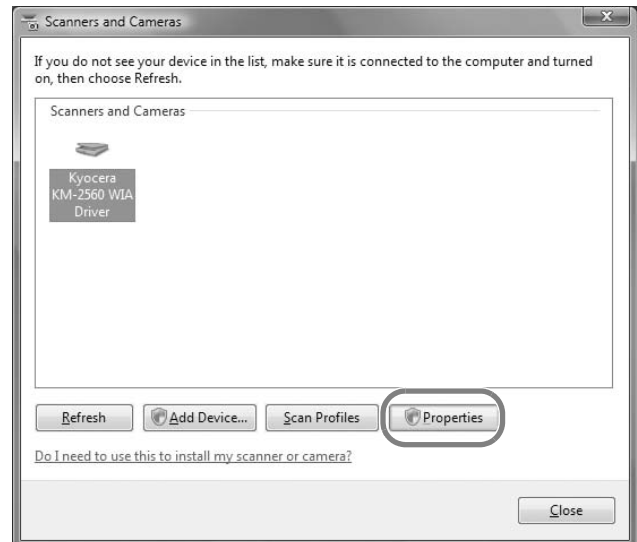 Scanners and Cameras
If you do not see your device in the list, make sure it is connected to the computer and turned
on, then choose Refresh.
Scanners and Cameras
Kyocera
KM-2560 WIA
Driver
Refresh
Add Device...
Scan Profiles
Properties
Do I need to use this to install my scanner or camera?
Close